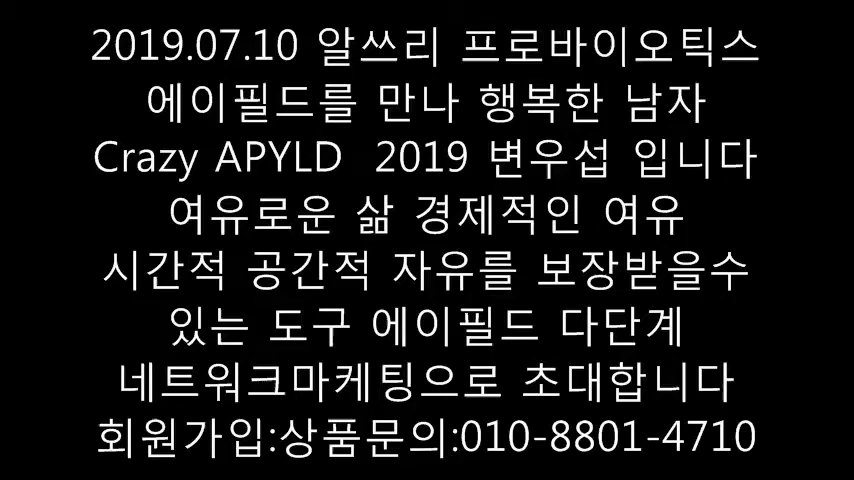 2019.07.10 알쓰리 프로바이오틱스
에이필드를 만나 행복한 남자
Crazy APYLD 2019 변우섭 입니다
여유로운 삶 경제적인 여유
시간적 공간적 자유를 보장받을수
있는 도구 에이필드 다단계
네트워크마케팅으로 초대합니다
회원가입:상품문의:010-8801-4710